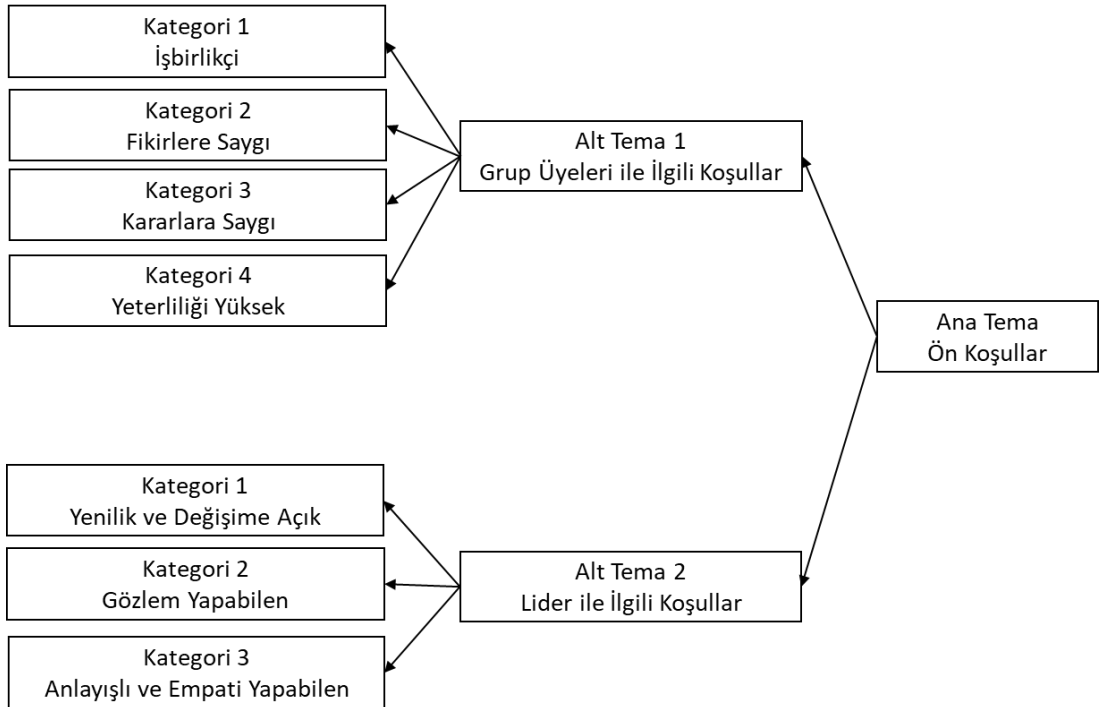 Kategori 1
İşbirlikçi
Kategori 2
Fikirlere Saygı
Kategori 3
Kararlara Saygı
Kategori 4
Yeterliliği Yüksek
Alt Tema 1
Grup Üyeleri ile İlgili Koşullar
Ana Tema
Ön Koşullar
Kategori 1
Yenilik ve Değişime Açık
Kategori 2
Gözlem Yapabilen
Kategori 3
Anlayışlı ve Empati Yapabilen
Alt Tema 2
Lider ile İlgili Koşullar